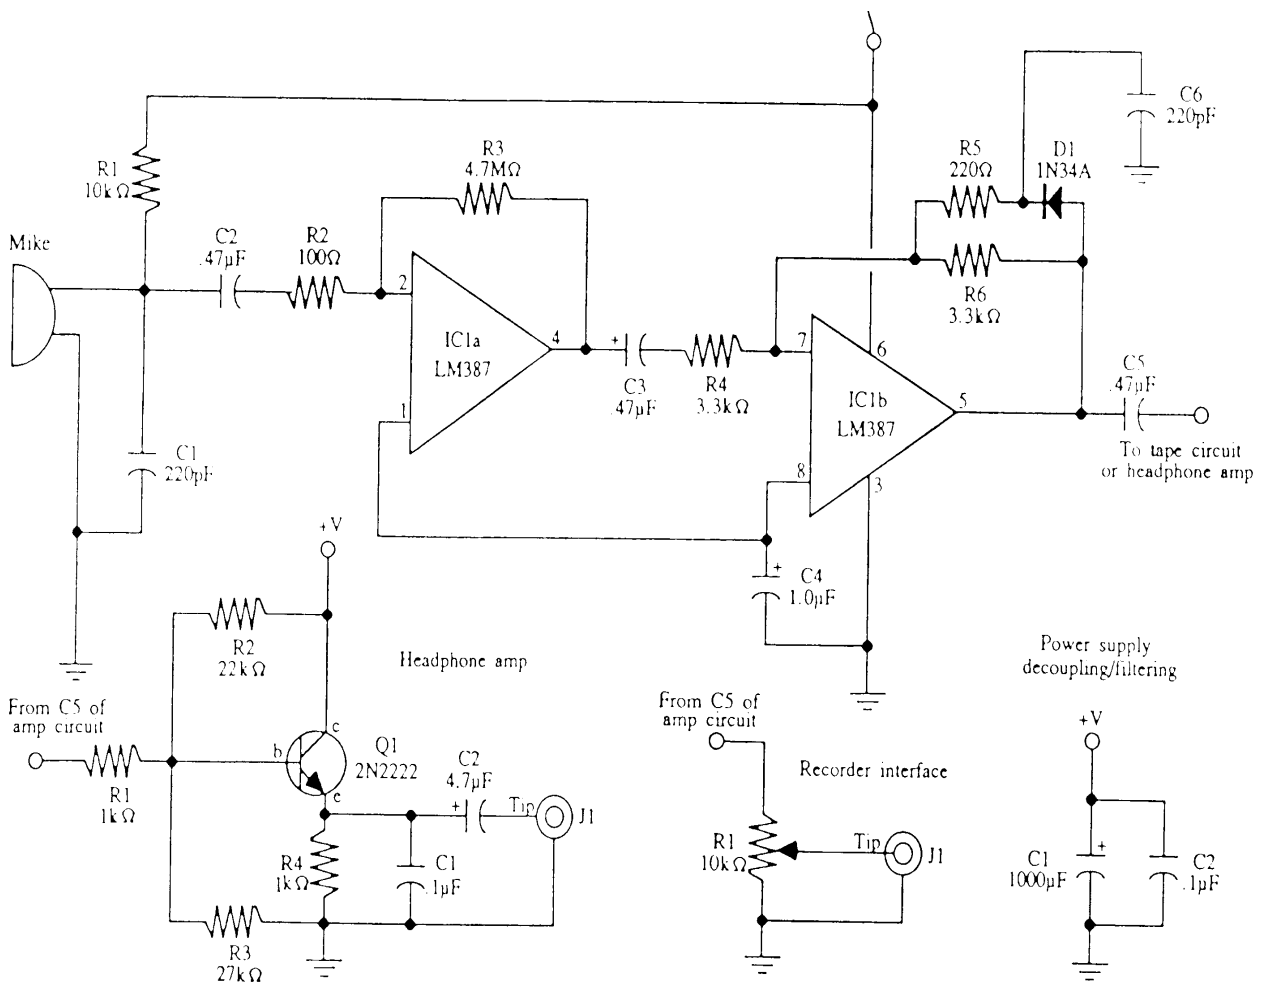 C6
220pF
R1
10kΩ
R3
4.7MΩ
R5
220Ω
D1
1N34A
Mike
C2
.47µF
R2
100Ω
2
1
IC1a
LM387
4
+
C3
.47µF
R4
3.3kΩ
R6
3.3kΩ
7
6
IC1b
LM387
5
8
3
C5
.47µF
To tape circuit
or headphone amp
C1
220pF
+
C4
1.0µF
+V
R2
22kΩ
Headphone amp
From C5 of
amp circuit
R1
1kΩ
b
c
e
Q1
2N2222
C2
4.7µF
+
Tip
J1
R4
1kΩ
C1
.1µF
R3
27kΩ
From C5 of
amp circuit
Recorder interface
R1
10kΩ
Tip
J1
Power supply
decoupling/filtering
+V
+
C1
1000µF
C2
.1µF